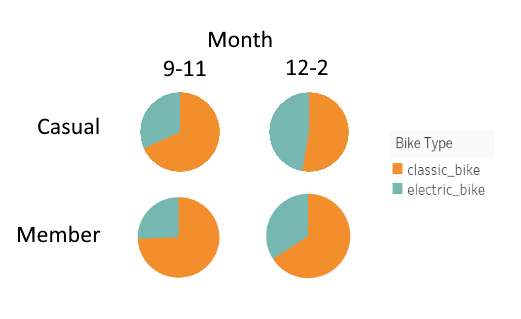 Month
9-11
12-2
Casual
Member
Bike Type
classic_bike
electric_bike